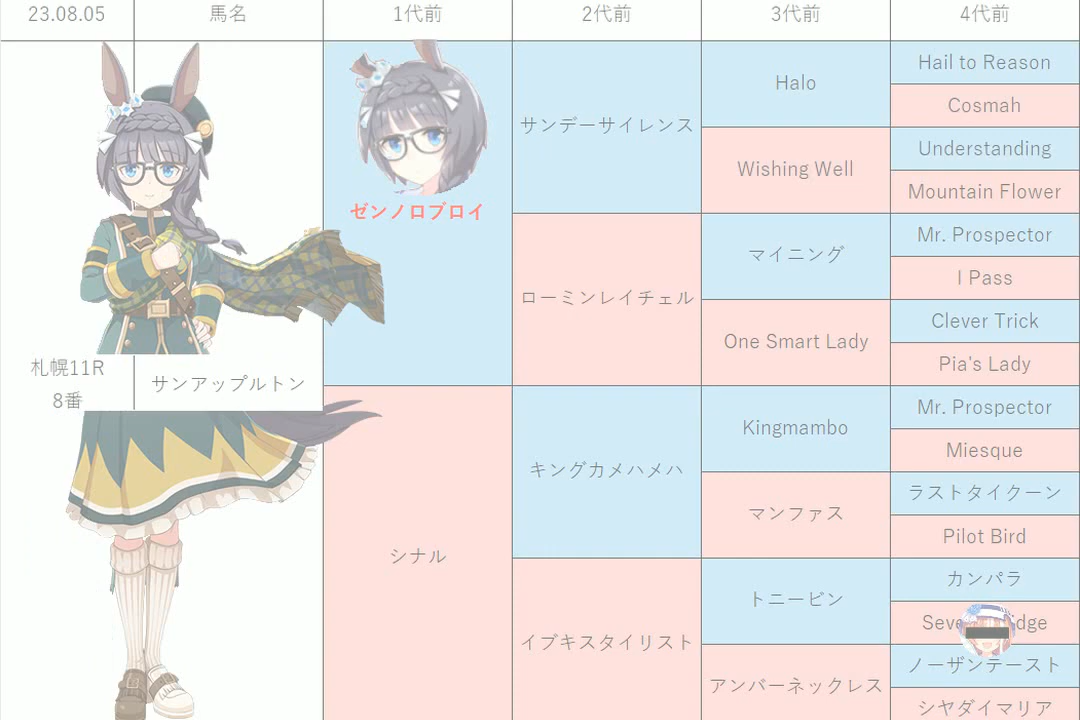 23.08.05 馬名 1代前 2代前 3代前 4代前
札幌11R
8番
サンアップルトン
ゼンノロブロイ
シナル
サンデーサイレンス
ローミンレイチェル
キングカメハメハ
イブキスタイリスト
Halo
Wishing Well
マイニング
One Smart Lady
Kingmambo
マンファス
トニービン
アンバーネックレス
Hail to Reason
Cosmah
Understanding
Mountain Flower
Mr. Prospector
I Pass
Clever Trick
Pia's Lady
Mr. Prospector
Miesque
ラストタイクーン
Pilot Bird
カンパラ
ノーザンテースト
シヤダイマリア